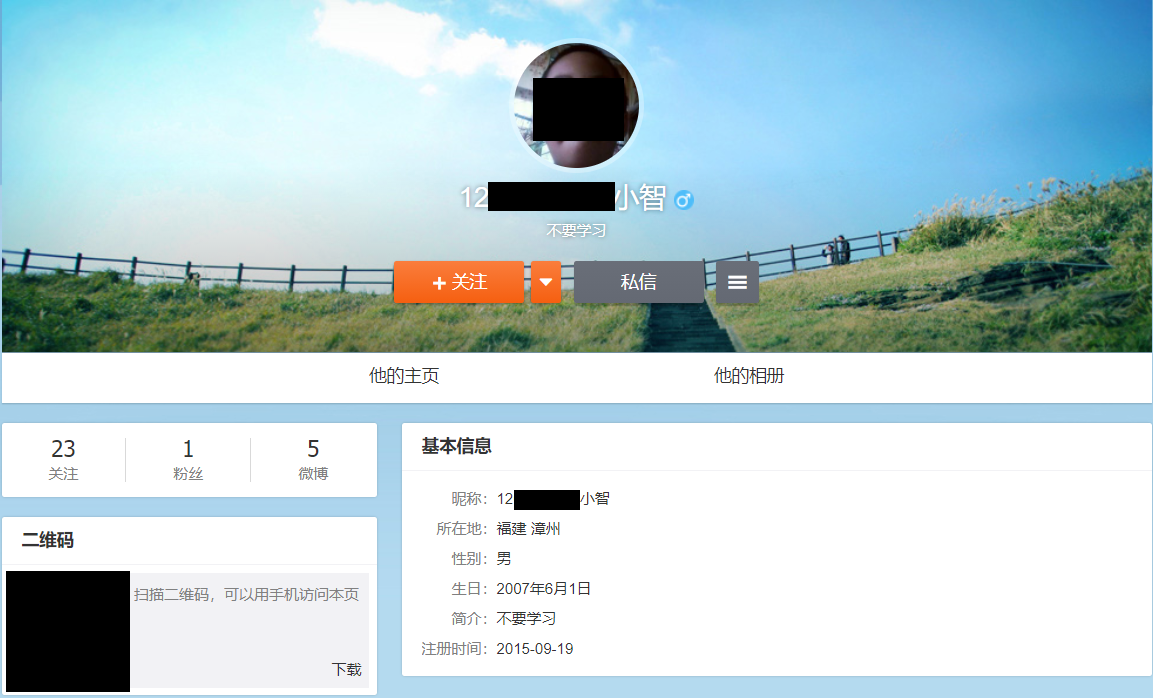 12 小智
不要学习
+ 关注
私信
他的主页
他的相册
23
关注
1
粉丝
5
微博
二维码
扫描二维码，可以用手机访问本页
下载
基本信息
昵称： 12 小智
所在地： 福建 漳州
性别： 男
生日： 2007年6月1日
简介： 不要学习
注册时间： 2015-09-19